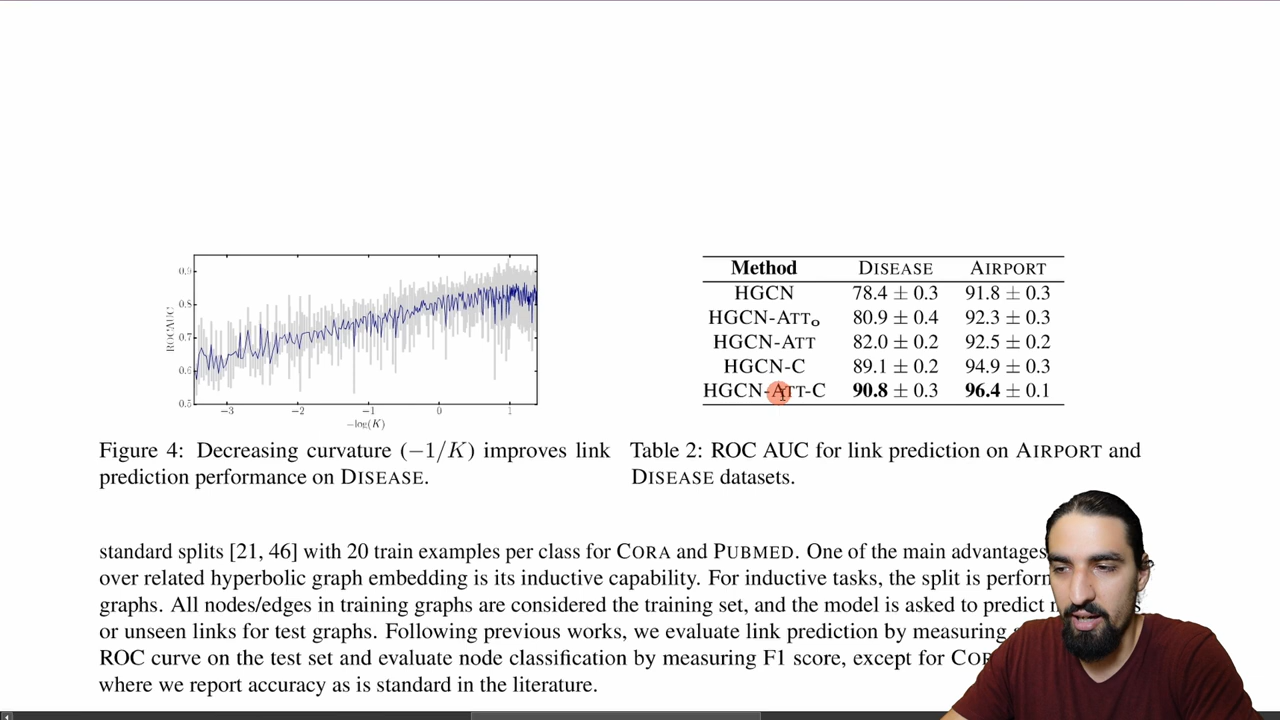 0.9
0.8
0.7
0.6
0.5
ROCAUC
−3 −2 −1 0 1
−log(K)
Figure 4: Decreasing curvature (−1/K) improves link
prediction performance on DISEASE.
Method DISEASE AIRPORT
HGCN 78.4 ± 0.3 91.8 ± 0.3
HGCN-ATTo 80.9 ± 0.4 92.3 ± 0.3
HGCN-ATT 82.0 ± 0.2 92.5 ± 0.2
HGCN-C 89.1 ± 0.2 94.9 ± 0.3
HGCN-ATT-C 90.8 ± 0.3 96.4 ± 0.1
Table 2: ROC AUC for link prediction on AIRPORT and
DISEASE datasets.
standard splits [21, 46] with 20 train examples per class for CORA and PUBMED. One of the main advantages
over related hyperbolic graph embedding is its inductive capability. For inductive tasks, the split is
graphs. All nodes/edges in training graphs are considered the training set, and the model is asked to predict
or unseen links for test graphs. Following previous works, we evaluate link prediction by measuring
ROC curve on the test set and evaluate node classification by measuring F1 score, except for
where we report accuracy as is standard in the literature.